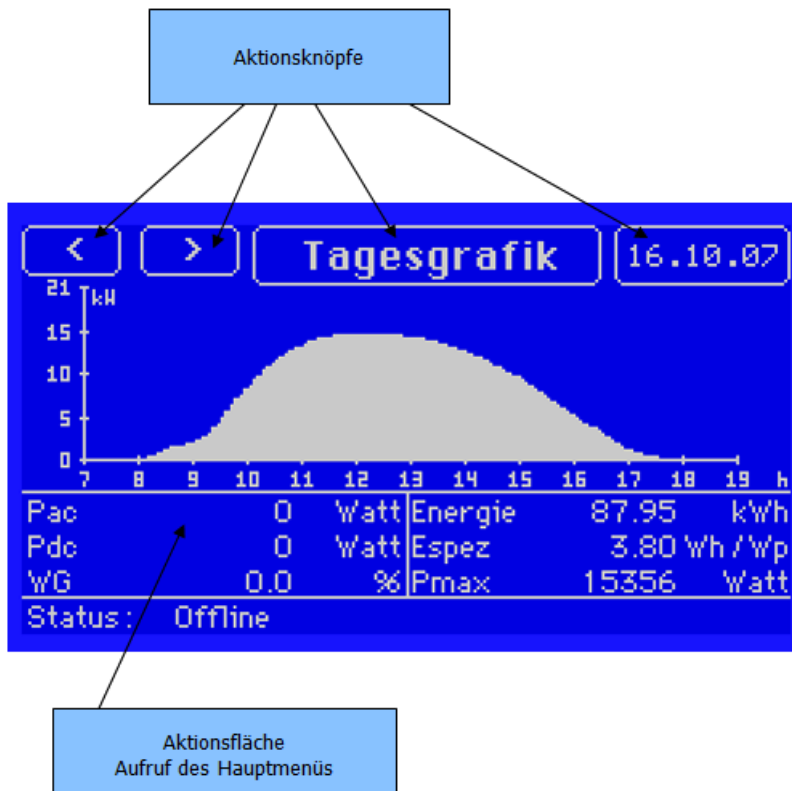 Aktionsknöpfe
< > Tagesgrafik 16.10.07
21 kW
15
10
5
0
7 8 9 10 11 12 13 14 15 16 17 18 19 h
Pac 0 Watt Energie 87.95 kWh
Pdc 0 Watt Espez 3.80 Wh/Wp
WG 0.0 % Pmax 15356 Watt
Status: Offline
Aktionsfläche
Aufruf des Hauptmenüs